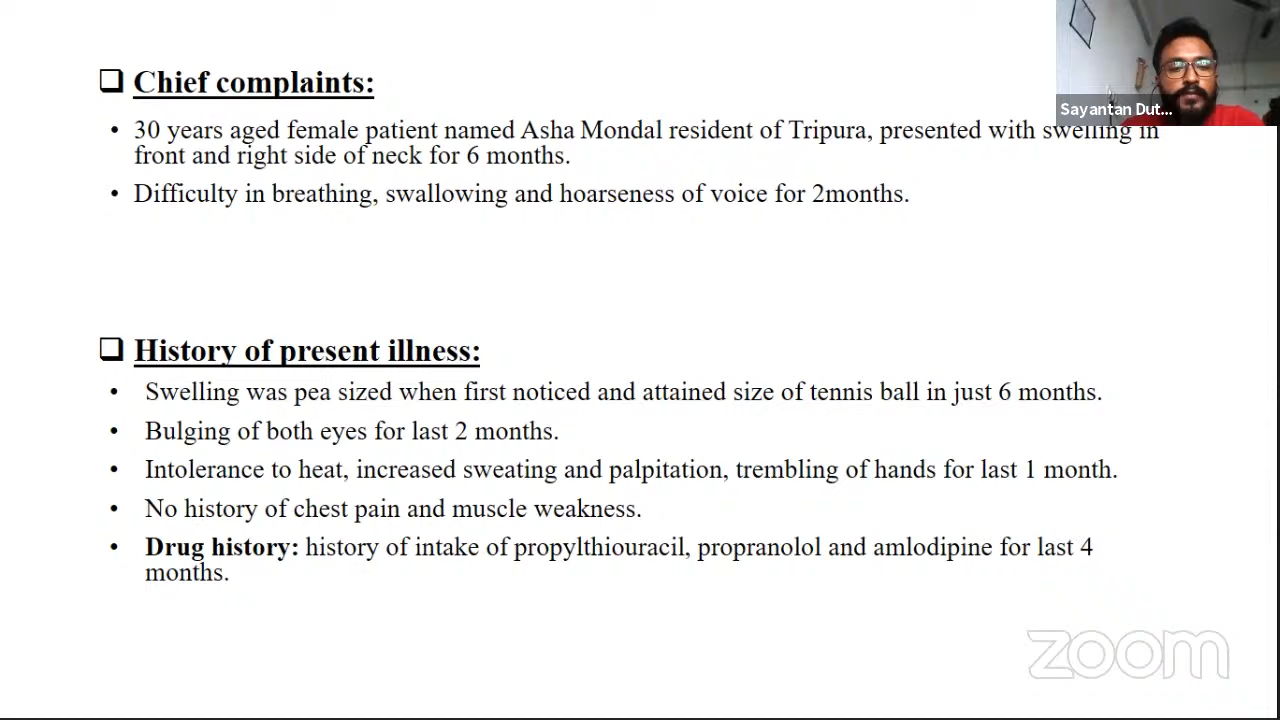 Chief complaints:
Sayantan Dut...
• 30 years aged female patient named Asha Mondal resident of Tripura, presented with swelling in
front and right side of neck for 6 months.
• Difficulty in breathing, swallowing and hoarseness of voice for 2months.
History of present illness:
• Swelling was pea sized when first noticed and attained size of tennis ball in just 6 months.
• Bulging of both eyes for last 2 months.
• Intolerance to heat, increased sweating and palpitation, trembling of hands for last 1 month.
• No history of chest pain and muscle weakness.
• Drug history: history of intake of propylthiouracil, propranolol and amlodipine for last 4
months.
zoom